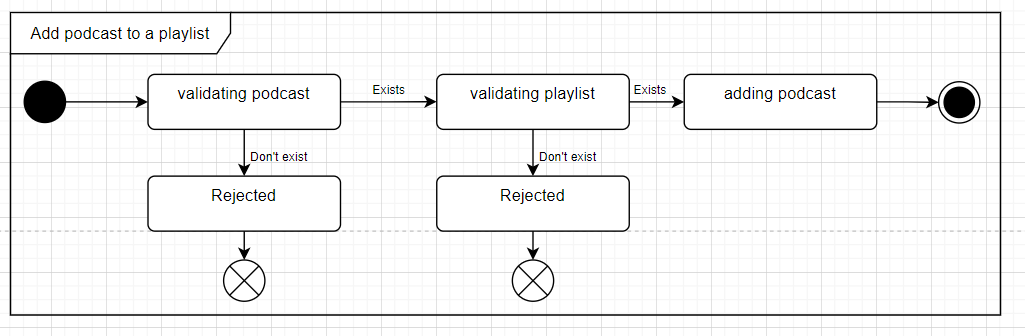 Add podcast to a playlist
validating podcast
Exists
validating playlist
Exists
adding podcast
Don't exist
Don't exist
Rejected
Rejected